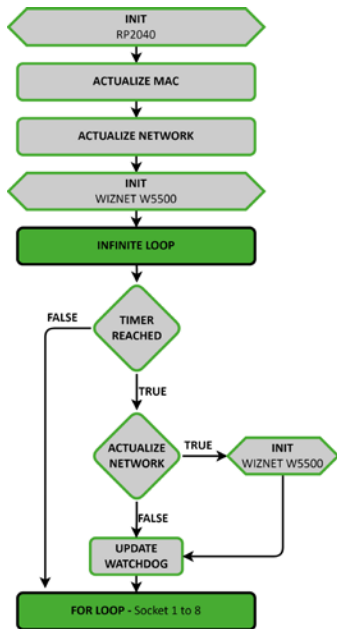 INIT
RP2040
ACTUALIZE MAC
ACTUALIZE NETWORK
INIT
WIZNET W5500
INFINITE LOOP
FALSE
TIMER
REACHED
TRUE
ACTUALIZE
NETWORK
TRUE
INIT
WIZNET W5500
FALSE
UPDATE
WATCHDOG
FOR LOOP - Socket 1 to 8